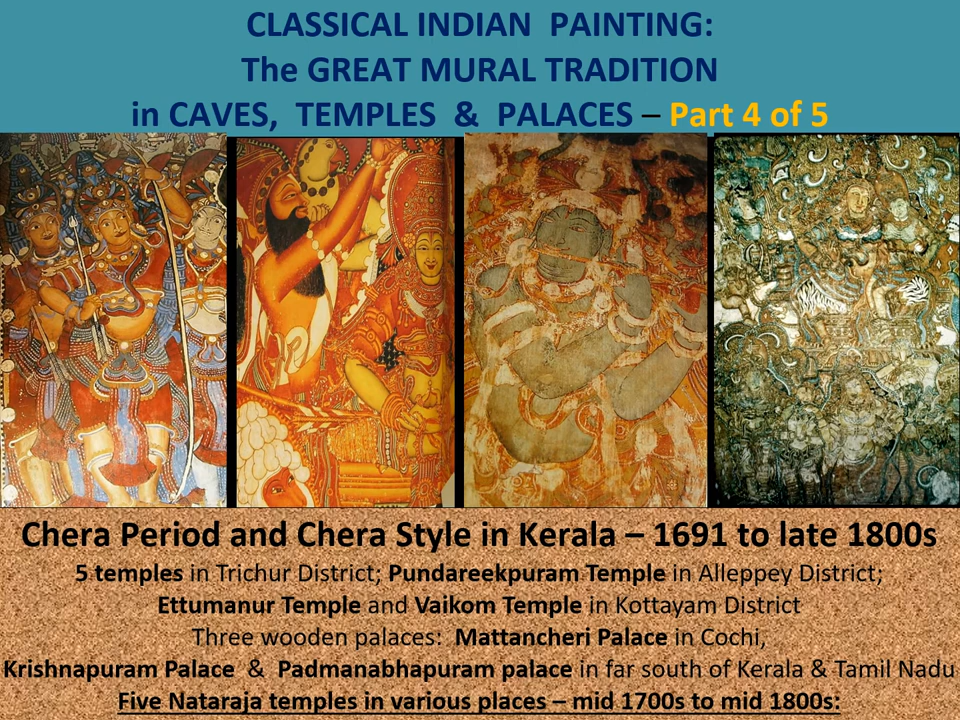 CLASSICAL INDIAN PAINTING:
The GREAT MURAL TRADITION
in CAVES, TEMPLES & PALACES – Part 4 of 5
Chera Period and Chera Style in Kerala – 1691 to late 1800s
5 temples in Trichur District; Pundareekpuram Temple in Alleppey District;
Ettumanur Temple and Vaikom Temple in Kottayam District
Three wooden palaces: Mattancheri Palace in Cochi,
Krishnapuram Palace & Padmanabhapuram palace in far south of Kerala & Tamil Nadu
Five Nataraja temples in various places – mid 1700s to mid 1800s: